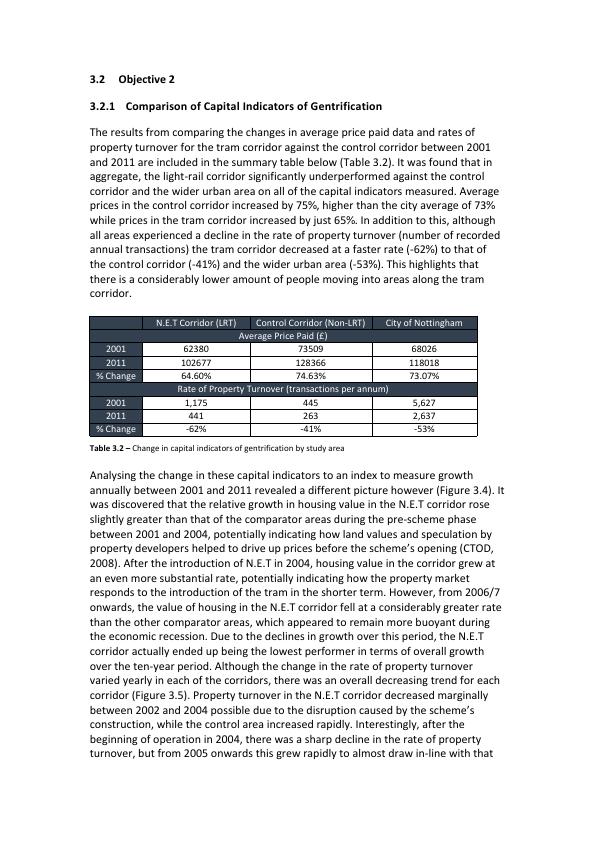 3.2 Objective 2
3.2.1 Comparison of Capital Indicators of Gentrification
The results from comparing the changes in average price paid data and rates of
property turnover for the tram corridor against the control corridor between 2001
and 2011 are included in the summary table below (Table 3.2). It was found that in
aggregate, the light-rail corridor significantly underperformed against the control
corridor and the wider urban area on all of the capital indicators measured. Average
prices in the control corridor increased by 75%, higher than the city average of 73%
while prices in the tram corridor increased by just 65%. In addition to this, although
all areas experienced a decline in the rate of property turnover (number of recorded
annual transactions) the tram corridor decreased at a faster rate (-62%) to that of
the control corridor (-41%) and the wider urban area (-53%). This highlights that
there is a considerably lower amount of people moving into areas along the tram
corridor.
N.E.T Corridor (LRT) Control Corridor (Non-LRT) City of Nottingham
Average Price Paid (£)
2001 62380 73509 68026
2011 102677 128366 118018
% Change 64.60% 74.63% 73.07%
Rate of Property Turnover (transactions per annum)
2001 1,175 445 5,627
2011 441 263 2,637
% Change -62% -41% -53%
Table 3.2 – Change in capital indicators of gentrification by study area
Analysing the change in these capital indicators to an index to measure growth
annually between 2001 and 2011 revealed a different picture however (Figure 3.4). It
was discovered that the relative growth in housing value in the N.E.T corridor rose
slightly greater than that of the comparator areas during the pre-scheme phase
between 2001 and 2004, potentially indicating how land values and speculation by
property developers helped to drive up prices before the scheme's opening (CTOD,
2008). After the introduction of N.E.T in 2004, housing value in the corridor grew at
an even more substantial rate, potentially indicating how the property market
responds to the introduction of the tram in the shorter term. However, from 2006/7
onwards, the value of housing in the N.E.T corridor fell at a considerably greater rate
than the other comparator areas, which appeared to remain more buoyant during
the economic recession. Due to the declines in growth over this period, the N.E.T
corridor actually ended up being the lowest performer in terms of overall growth
over the ten-year period. Although the change in the rate of property turnover
varied yearly in each of the corridors, there was an overall decreasing trend for each
corridor (Figure 3.5). Property turnover in the N.E.T corridor decreased marginally
between 2002 and 2004 possible due to the disruption caused by the scheme's
construction, while the control area increased rapidly. Interestingly, after the
beginning of operation in 2004, there was a sharp decline in the rate of property
turnover, but from 2005 onwards this grew rapidly to almost draw in-line with that